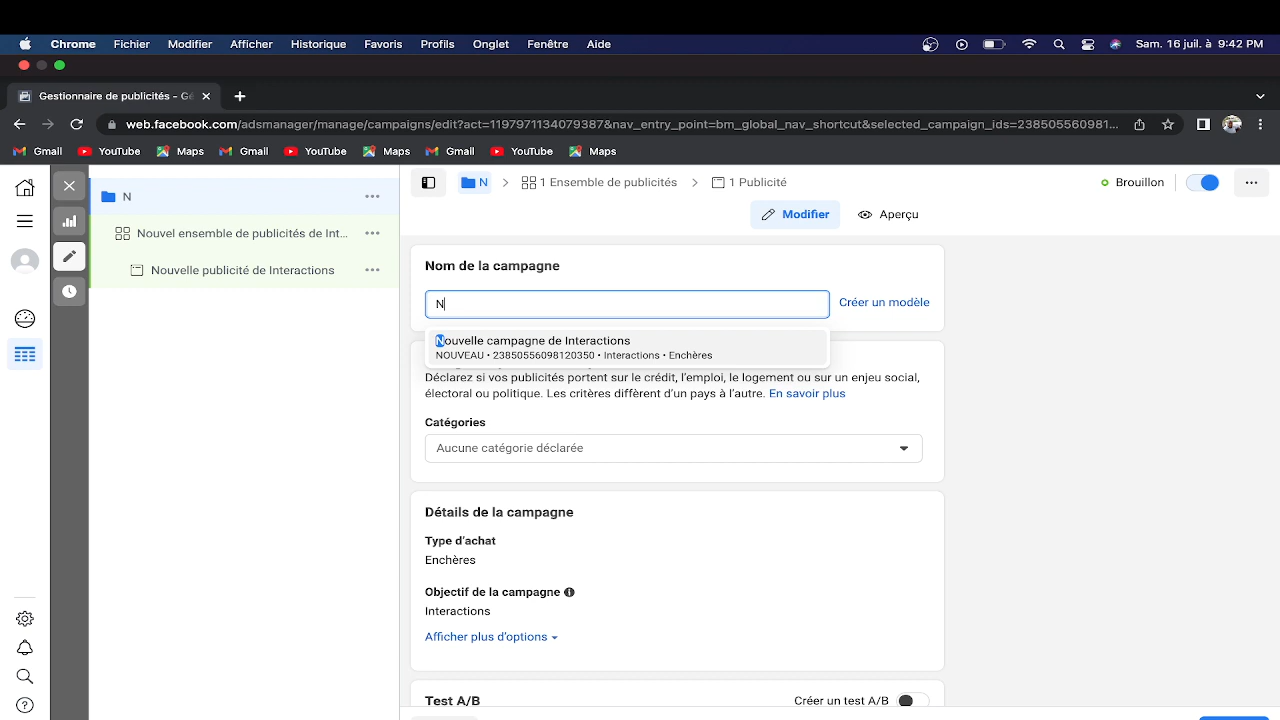 Chrome Fichier Modifier Afficher Historique Favoris Profils Onglet Fenêtre Aide Sam. 16 juil. à 9:42 PM
Gestionnaire de publicités - Gé
web.facebook.com/adsmanager/manage/campaigns/edit?act=1197971134079387&nav_entry_point=bm_global_nav_shortcut&selected_campaign_ids=238505560981...
Gmail YouTube Maps Gmail YouTube Maps Gmail YouTube Maps
N
Nouvel ensemble de publicités de Int...
Nouvelle publicité de Interactions
N 1 Ensemble de publicités 1 Publicité Brouillon
Modifier Aperçu
Nom de la campagne
N Créer un modèle
Nouvelle campagne de Interactions
NOUVEAU • 23850556098120350 • Interactions • Enchères
Déclarez si vos publicités portent sur le crédit, l'emploi, le logement ou sur un enjeu social,
électoral ou politique. Les critères diffèrent d'un pays à l'autre. En savoir plus
Catégories
Aucune catégorie déclarée
Détails de la campagne
Type d'achat
Enchères
Objectif de la campagne
Interactions
Afficher plus d'options
Test A/B Créer un test A/B